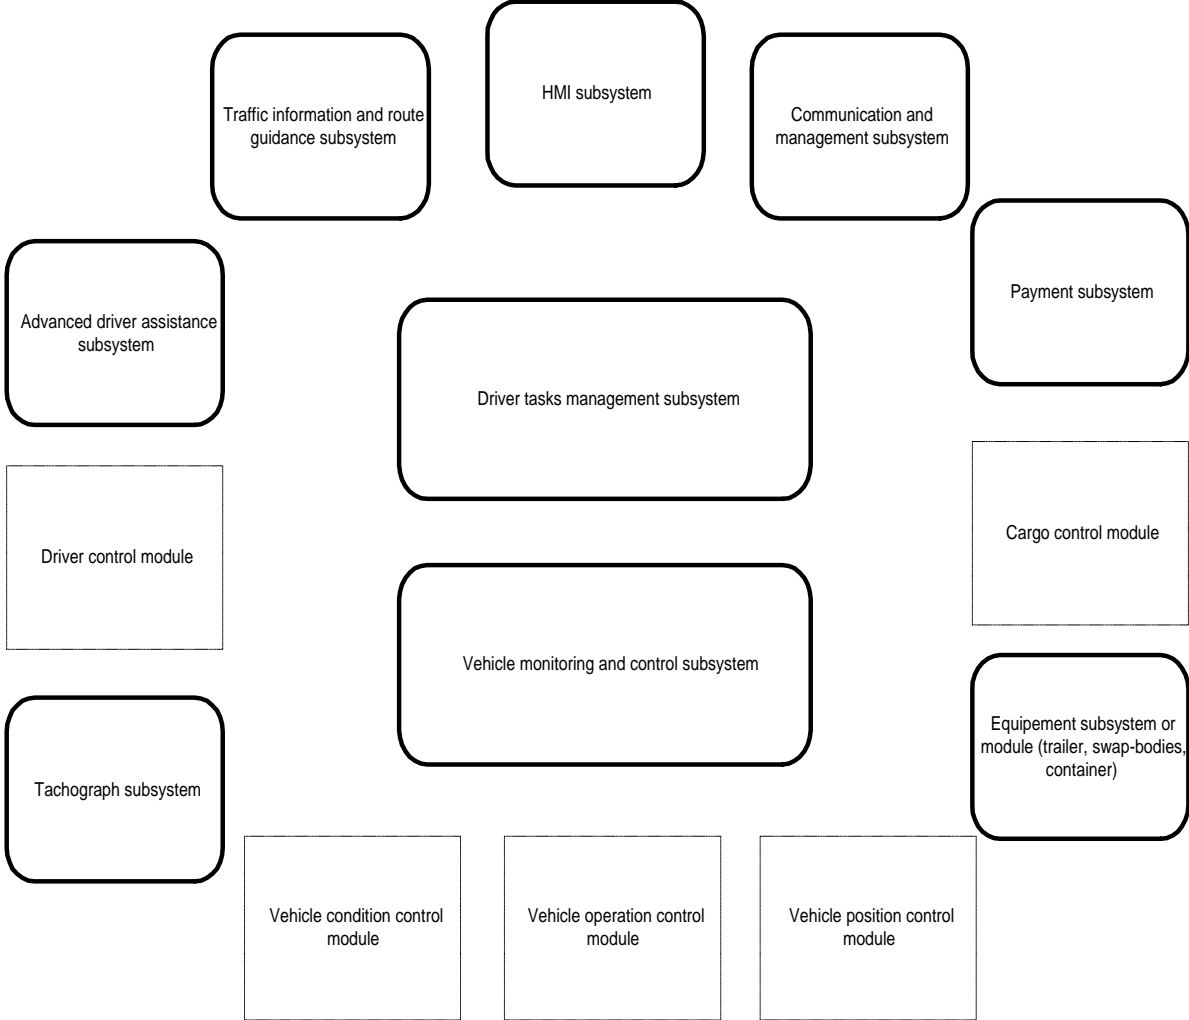 HMI subsystem
Traffic information and route
guidance subsystem
Communication and
management subsystem
Payment subsystem
Advanced driver assistance
subsystem
Driver tasks management subsystem
Cargo control module
Driver control module
Vehicle monitoring and control subsystem
Equipement subsystem or
module (trailer, swap-bodies,
container)
Tachograph subsystem
Vehicle condition control
module
Vehicle operation control
module
Vehicle position control
module